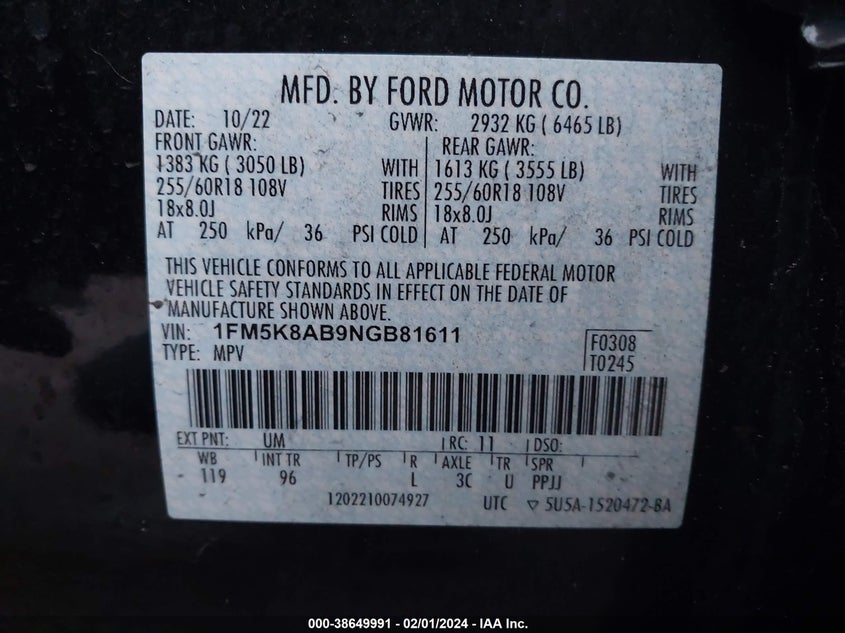 MFD. BY FORD MOTOR CO.
DATE: 10/22 GVWR: 2932 KG ( 6465 LB)
FRONT GAWR: REAR GAWR:
1383 KG ( 3050 LB) WITH 1613 KG ( 3555 LB) WITH
255/60R18 108V TIRES 255/60R18 108V TIRES
18x8.0J RIMS 18x8.0J RIMS
AT 250 kPa/ 36 PSI COLD AT 250 kPa/ 36 PSI COLD
THIS VEHICLE CONFORMS TO ALL APPLICABLE FEDERAL MOTOR
VEHICLE SAFETY STANDARDS IN EFFECT ON THE DATE OF
MANUFACTURE SHOWN ABOVE.
VIN: 1FM5K8AB9NGB81611 F0308
TYPE: MPV T0245
EXT PNT: UM RC: 11 DSO:
WB INT TR TP/PS R AXLE TR SPR
119 96 L 3C U PPJJ
1202210074927 UTC ▽ 5U5A-1520472-BA
000-38649991 — 02/01/2024 — IAA Inc.